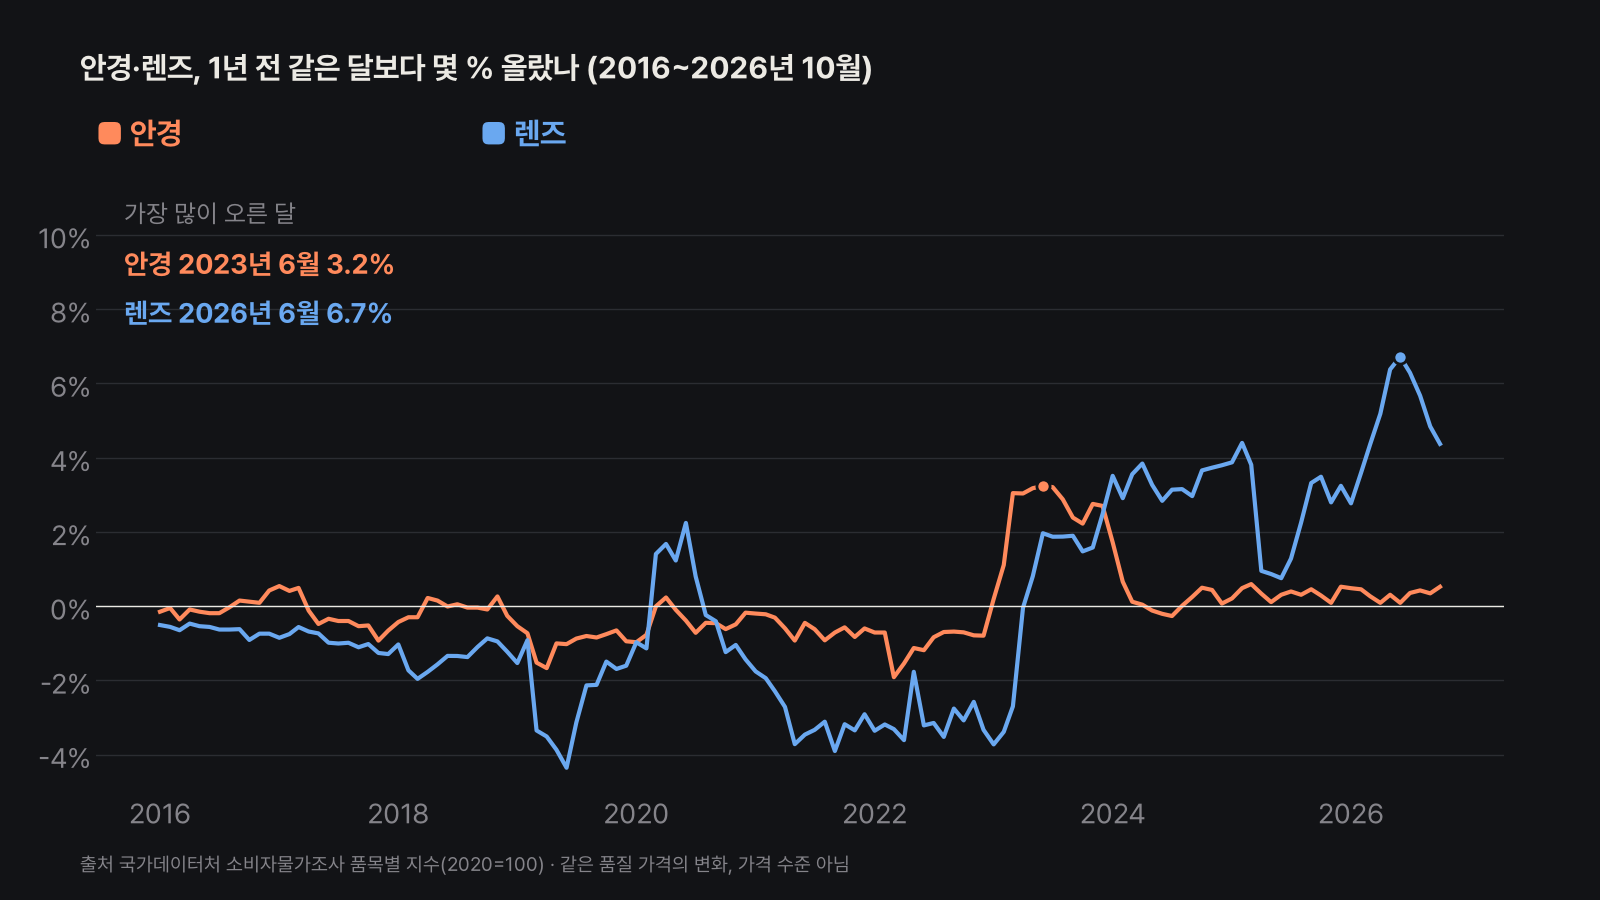 안경·렌즈, 1년 전 같은 달보다 몇 % 올랐나 (2016~2026년 10월)
안경
렌즈
가장 많이 오른 달
10%
안경 2023년 6월 3.2%
렌즈 2026년 6월 6.7%
8%
6%
4%
2%
0%
-2%
-4%
2016 2018 2020 2022 2024 2026
출처 국가데이터처 소비자물가조사 품목별 지수(2020=100) · 같은 품질 가격의 변화, 가격 수준 아님